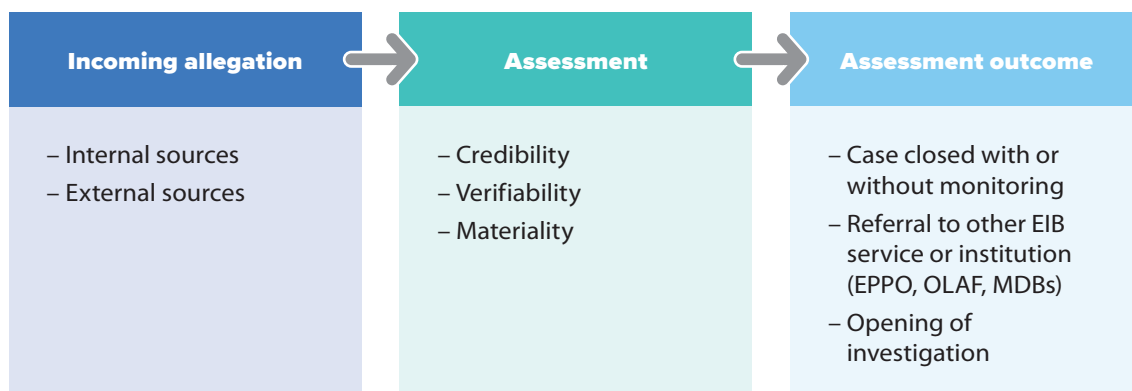 Incoming allegation
– Internal sources
– External sources
Assessment
– Credibility
– Verifiability
– Materiality
Assessment outcome
– Case closed with or
without monitoring
– Referral to other EIB
service or institution
(EPPO, OLAF, MDBs)
– Opening of
investigation